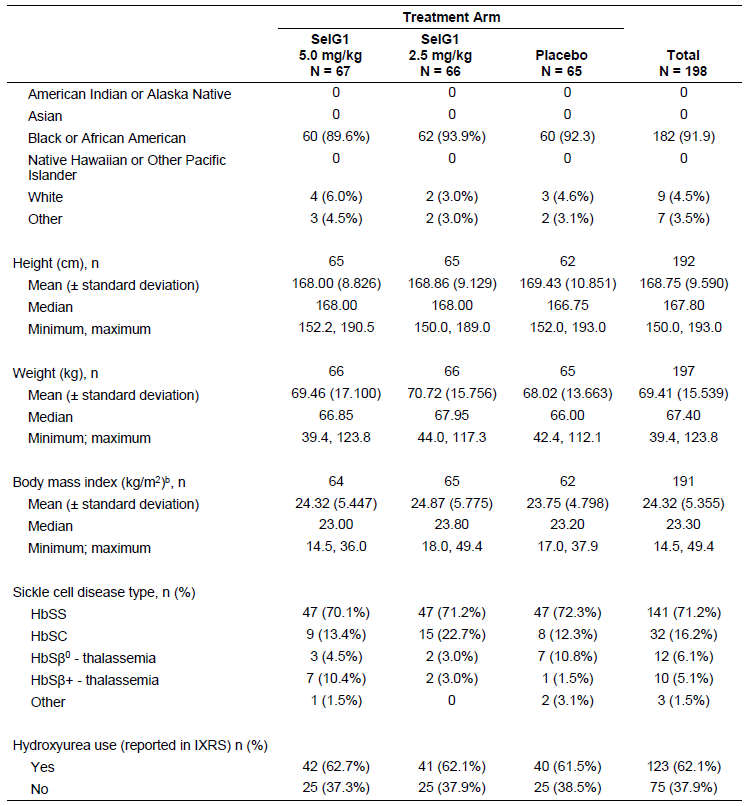 Treatment Arm
SelG1 5.0 mg/kg N = 67 SelG1 2.5 mg/kg N = 66 Placebo N = 65 Total N = 198
American Indian or Alaska Native 0 0 0 0
Asian 0 0 0 0
Black or African American 60 (89.6%) 62 (93.9%) 60 (92.3) 182 (91.9)
Native Hawaiian or Other Pacific Islander 0 0 0 0
White 4 (6.0%) 2 (3.0%) 3 (4.6%) 9 (4.5%)
Other 3 (4.5%) 2 (3.0%) 2 (3.1%) 7 (3.5%)
Height (cm), n 65 65 62 192
Mean (± standard deviation) 168.00 (8.826) 168.86 (9.129) 169.43 (10.851) 168.75 (9.590)
Median 168.00 168.00 166.75 167.80
Minimum, maximum 152.2, 190.5 150.0, 189.0 152.0, 193.0 150.0, 193.0
Weight (kg), n 66 66 65 197
Mean (± standard deviation) 69.46 (17.100) 70.72 (15.756) 68.02 (13.663) 69.41 (15.539)
Median 66.85 67.95 66.00 67.40
Minimum; maximum 39.4, 123.8 44.0, 117.3 42.4, 112.1 39.4, 123.8
Body mass index (kg/m²)ᵇ, n 64 65 62 191
Mean (± standard deviation) 24.32 (5.447) 24.87 (5.775) 23.75 (4.798) 24.32 (5.355)
Median 23.00 23.80 23.20 23.30
Minimum; maximum 14.5, 36.0 18.0, 49.4 17.0, 37.9 14.5, 49.4
Sickle cell disease type, n (%)
HbSS 47 (70.1%) 47 (71.2%) 47 (72.3%) 141 (71.2%)
HbSC 9 (13.4%) 15 (22.7%) 8 (12.3%) 32 (16.2%)
HbSβ⁰ - thalassemia 3 (4.5%) 2 (3.0%) 7 (10.8%) 12 (6.1%)
HbSβ+ - thalassemia 7 (10.4%) 2 (3.0%) 1 (1.5%) 10 (5.1%)
Other 1 (1.5%) 0 2 (3.1%) 3 (1.5%)
Hydroxyurea use (reported in IXRS) n (%)
Yes 42 (62.7%) 41 (62.1%) 40 (61.5%) 123 (62.1%)
No 25 (37.3%) 25 (37.9%) 25 (38.5%) 75 (37.9%)